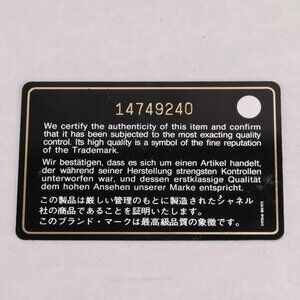 14749240
We certify the authenticity of this item and confirm
that it has been subjected to the most exacting quality
control. Its high quality is a symbol of the fine reputation
of the Trademark.
Wir bestätigen, dass es sich um einen Artikel handelt,
der während seiner Herstellung strengsten Kontrollen
unterworfen war, und dessen erstklassige Qualität
dem hohen Ansehen unserer Marke entspricht.
この製品は厳しい管理のもとに製造されたシャネル
社の商品であることを証明いたします。
このブランド・マークは最高級品質の象徴です。